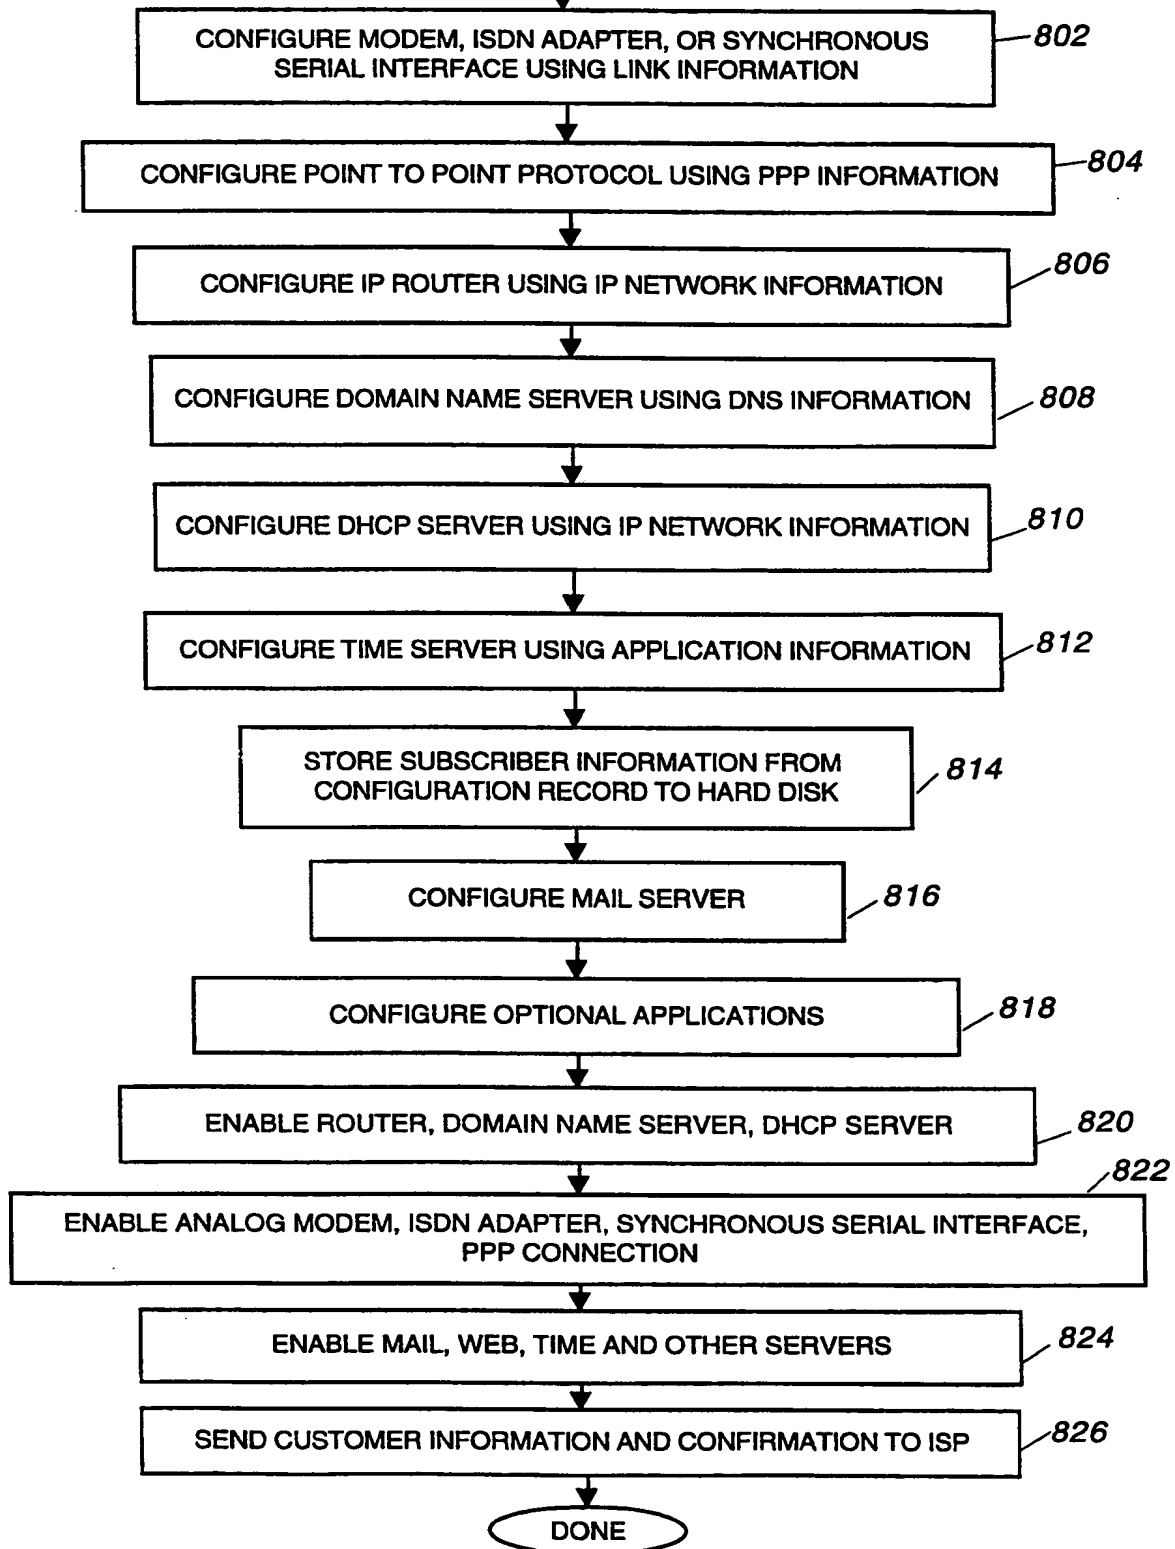 CONFIGURE MODEM, ISDN ADAPTER, OR SYNCHRONOUS
SERIAL INTERFACE USING LINK INFORMATION
802
CONFIGURE POINT TO POINT PROTOCOL USING PPP INFORMATION
804
CONFIGURE IP ROUTER USING IP NETWORK INFORMATION
806
CONFIGURE DOMAIN NAME SERVER USING DNS INFORMATION
808
CONFIGURE DHCP SERVER USING IP NETWORK INFORMATION
810
CONFIGURE TIME SERVER USING APPLICATION INFORMATION
812
STORE SUBSCRIBER INFORMATION FROM
CONFIGURATION RECORD TO HARD DISK
814
CONFIGURE MAIL SERVER
816
CONFIGURE OPTIONAL APPLICATIONS
818
ENABLE ROUTER, DOMAIN NAME SERVER, DHCP SERVER
820
822
ENABLE ANALOG MODEM, ISDN ADAPTER, SYNCHRONOUS SERIAL INTERFACE,
PPP CONNECTION
ENABLE MAIL, WEB, TIME AND OTHER SERVERS
824
SEND CUSTOMER INFORMATION AND CONFIRMATION TO ISP
826
DONE